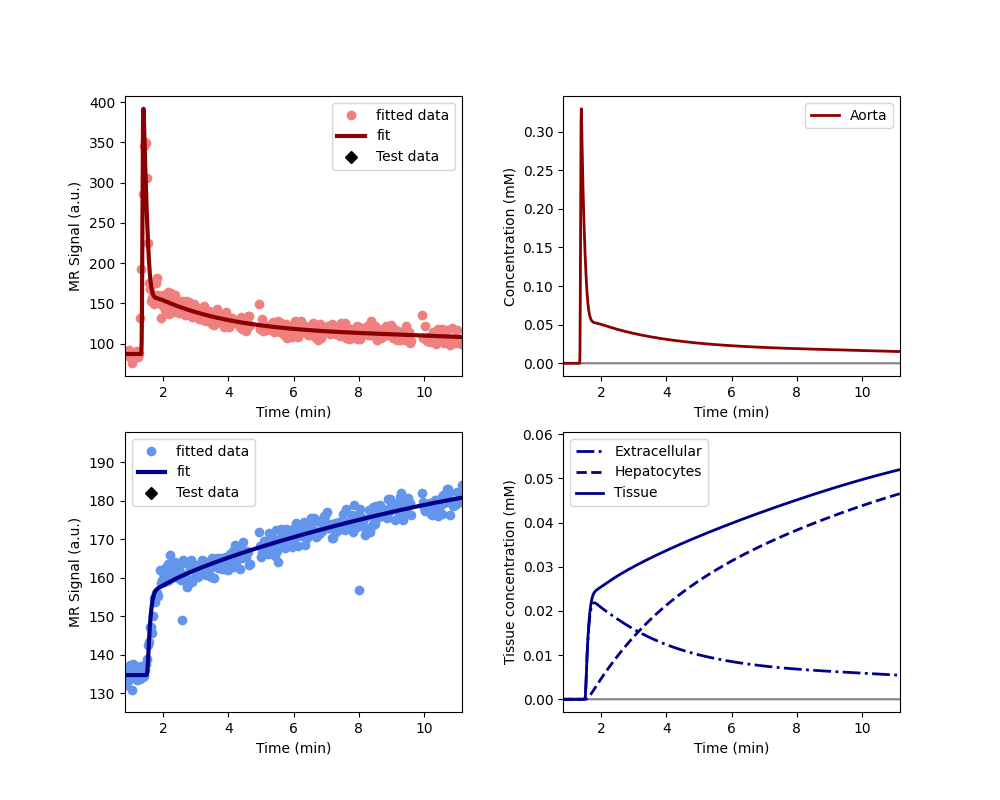 400
350
300
250
200
150
100
MR Signal (a.u.)
fitted data
fit
Test data
2 4 6 8 10
Time (min)
0.30
0.25
0.20
0.15
0.10
0.05
0.00
Concentration (mM)
Aorta
2 4 6 8 10
Time (min)
190
180
170
160
150
140
130
MR Signal (a.u.)
fitted data
fit
Test data
2 4 6 8 10
Time (min)
0.06
0.05
0.04
0.03
0.02
0.01
0.00
Tissue concentration (mM)
Extracellular
Hepatocytes
Tissue
2 4 6 8 10
Time (min)